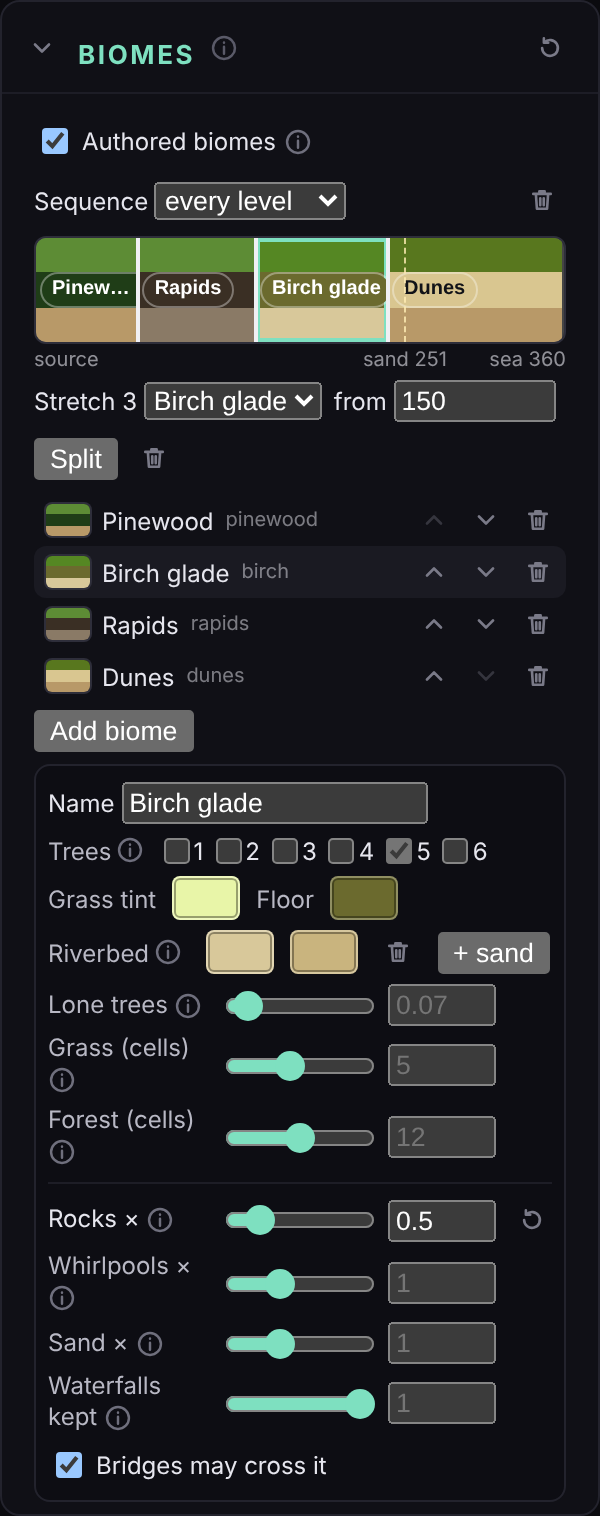 BIOMES
Authored biomes
Sequence every level
Pinew... Rapids Birch glade Dunes
source sand 251 sea 360
Stretch 3 Birch glade from 150
Split
Pinewood pinewood
Birch glade birch
Rapids rapids
Dunes dunes
Add biome
Name Birch glade
Trees 1 2 3 4 5 6
Grass tint Floor
Riverbed + sand
Lone trees 0.07
Grass (cells) 5
Forest (cells) 12
Rocks × 0.5
Whirlpools × 1
Sand × 1
Waterfalls
kept 1
Bridges may cross it